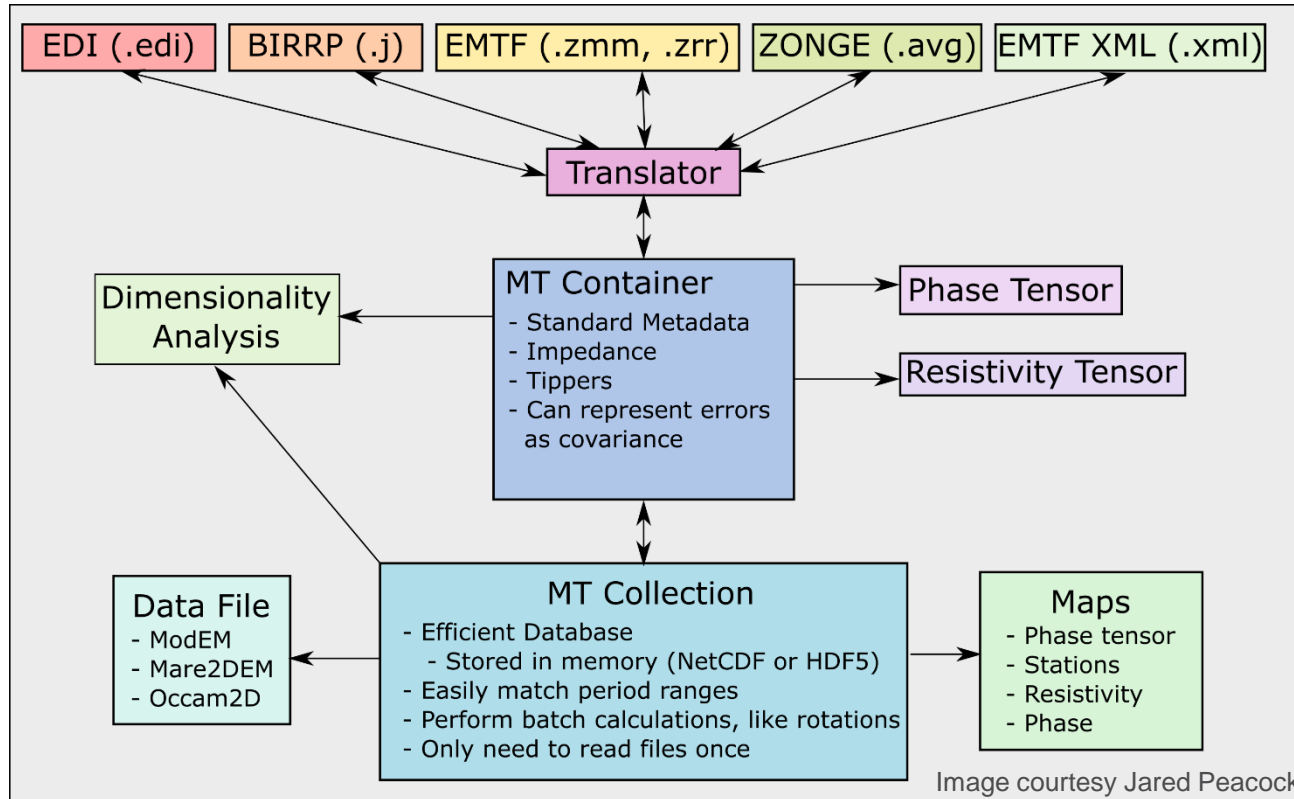 EDI (.edi)
BIRRP (.j)
EMTF (.zmm, .zrr)
ZONGE (.avg)
EMTF XML (.xml)
Translator
Dimensionality
Analysis
MT Container
- Standard Metadata
- Impedance
- Tippers
- Can represent errors
as covariance
Phase Tensor
Resistivity Tensor
Data File
- ModEM
- Mare2DEM
- Occam2D
MT Collection
- Efficient Database
- Stored in memory (NetCDF or HDF5)
- Easily match period ranges
- Perform batch calculations, like rotations
- Only need to read files once
Maps
- Phase tensor
- Stations
- Resistivity
- Phase
Image courtesy Jared Peacock